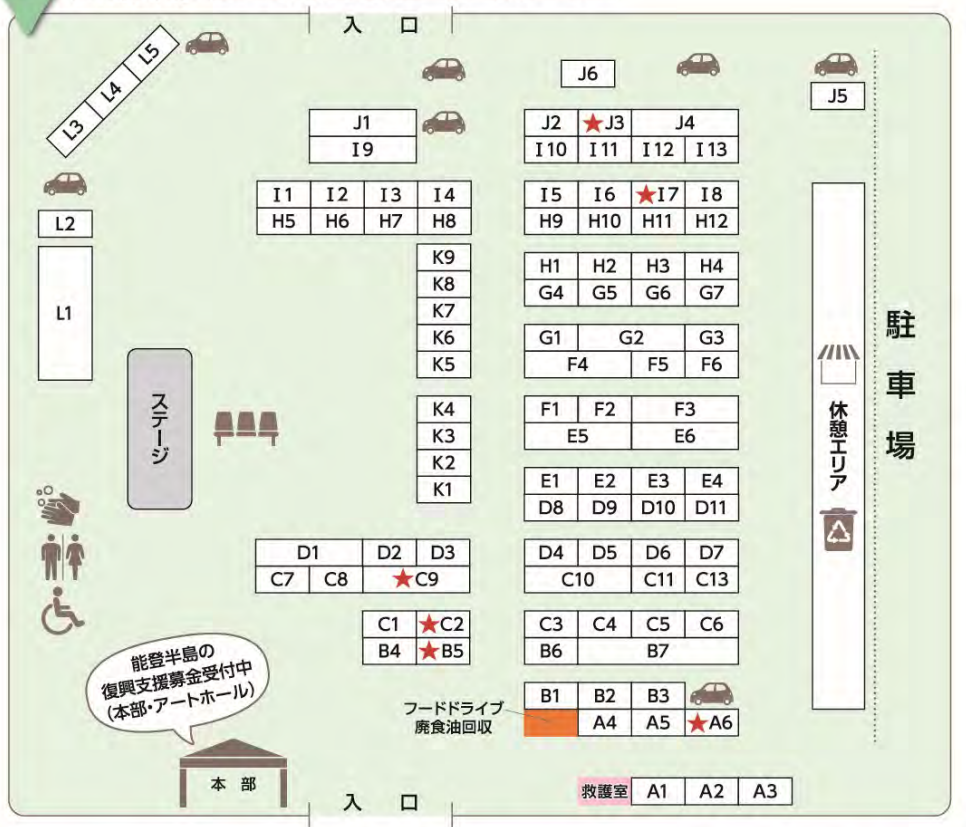 入 口
L5
L4
L3
J6
J5
J1
I9
J2 ★J3 J4
I10 I11 I12 I13
I1 I2 I3 I4
H5 H6 H7 H8
I5 I6 ★I7 I8
H9 H10 H11 H12
L2
L1
K9
K8
K7
K6
K5
H1 H2 H3 H4
G4 G5 G6 G7
G1 G2 G3
F4 F5 F6
駐車場
ステージ
K4
K3
K2
K1
F1 F2 F3
E5 E6
休憩エリア
E1 E2 E3 E4
D8 D9 D10 D11
D1 D2 D3
C7 C8 ★C9
D4 D5 D6 D7
C10 C11 C13
C1 ★C2
B4 ★B5
C3 C4 C5 C6
B6 B7
能登半島の
復興支援募金受付中
(本部・アートホール)
フードドライブ
廃食油回収
B1 B2 B3
A4 A5 ★A6
本 部
救護室 A1 A2 A3
入 口